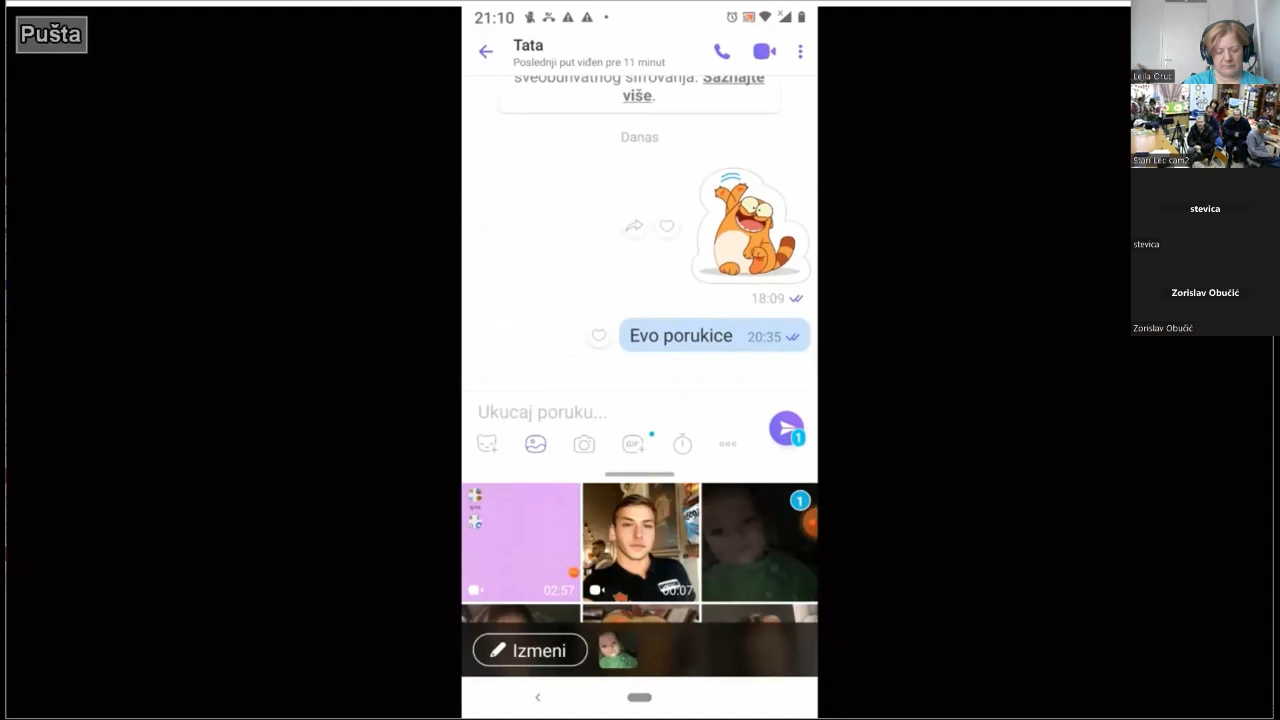 Pušta
21:10
Tata
Poslednji put viđen pre 11 minut
sveobuhvatnog šifrovanja. Saznajte
više.
Danas
18:09
Evo porukice 20:35
Ukucaj poruku...
GIF
1
1
02:57
00:07
Izmeni
Stari Lec cam2
stevica
stevica
Zorislav Obučić
Zorislav Obučić